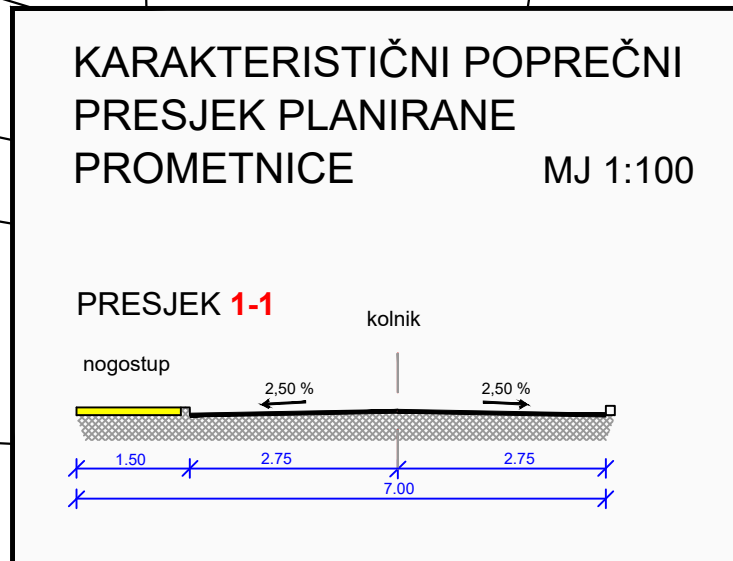 KARAKTERISTIČNI POPREČNI
PRESJEK PLANIRANE
PROMETNICE MJ 1:100
PRESJEK 1-1
kolnik
nogostup
2,50 % 2,50 %
1.50 2.75 2.75
7.00